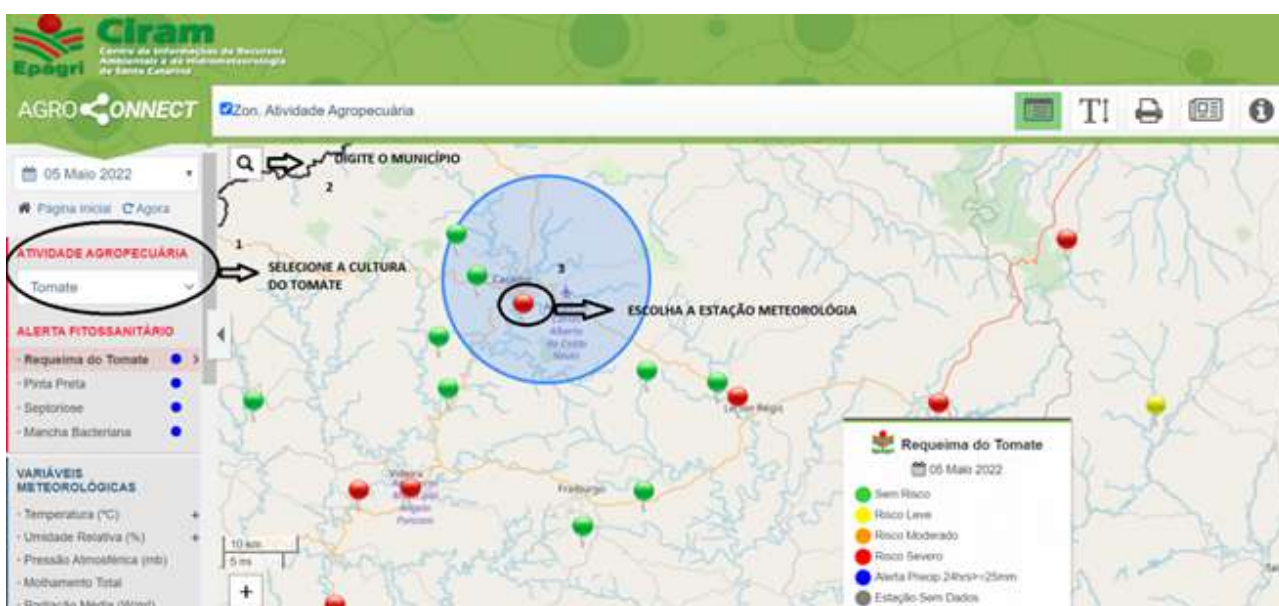 Ciram
Centro de Informações de Recursos
Ambientais e de Hidrometeorologia
de Santa Catarina
Epagri
AGROCONNECT
Zon. Atividade Agropecuária
05 Maio 2022
Página Inicial Agora
ATIVIDADE AGROPECUÁRIA
Tomate
ALERTA FITOSSANITÁRIO
- Requeima do Tomate
- Pinta Preta
- Septoriose
- Mancha Bacteriana
VARIÁVEIS
METEOROLÓGICAS
- Temperatura (ºC) +
- Umidade Relativa (%) +
- Pressão Atmosférica (mb)
- Molhamento Total
DIGITE O MUNICÍPIO
2
1
SELECIONE A CULTURA
DO TOMATE
3
ESCOLHA A ESTAÇÃO METEOROLÓGIA
Videira
Fraiburgo
10 km
5 mi
+
Requeima do Tomate
05 Maio 2022
Sem Risco
Risco Leve
Risco Moderado
Risco Severo
Alerta Precip 24hrs>=25mm
Estação Sem Dados